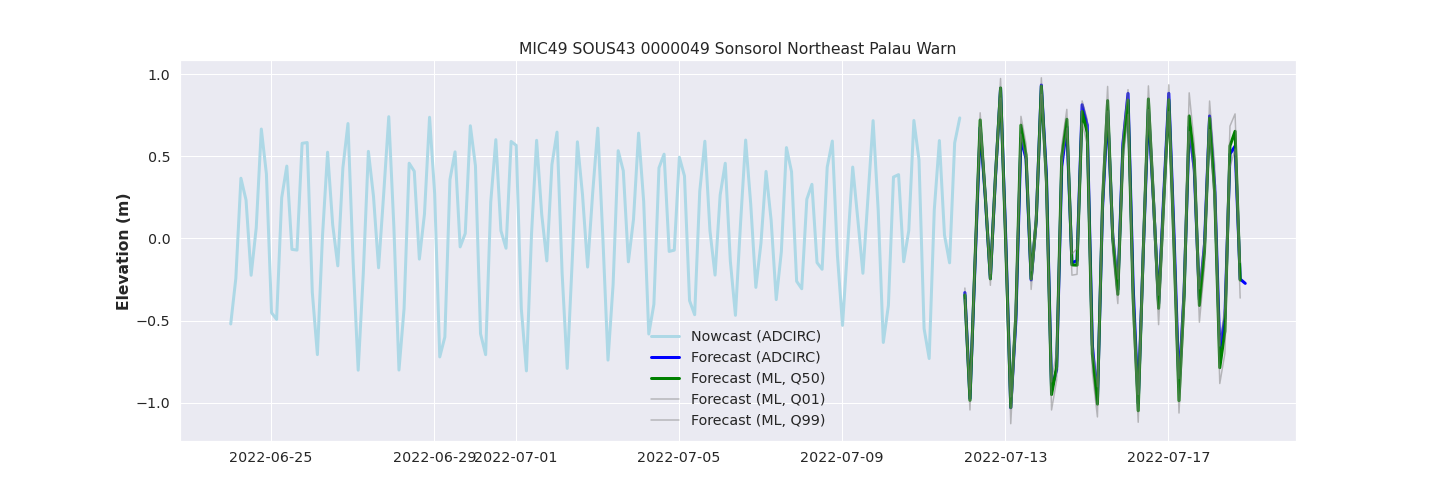 MIC49 SOUS43 0000049 Sonsorol Northeast Palau Warn
1.0
0.5
0.0
−0.5
−1.0
Elevation (m)
Nowcast (ADCIRC)
Forecast (ADCIRC)
Forecast (ML, Q50)
Forecast (ML, Q01)
Forecast (ML, Q99)
2022-06-25 2022-06-29 2022-07-01 2022-07-05 2022-07-09 2022-07-13 2022-07-17